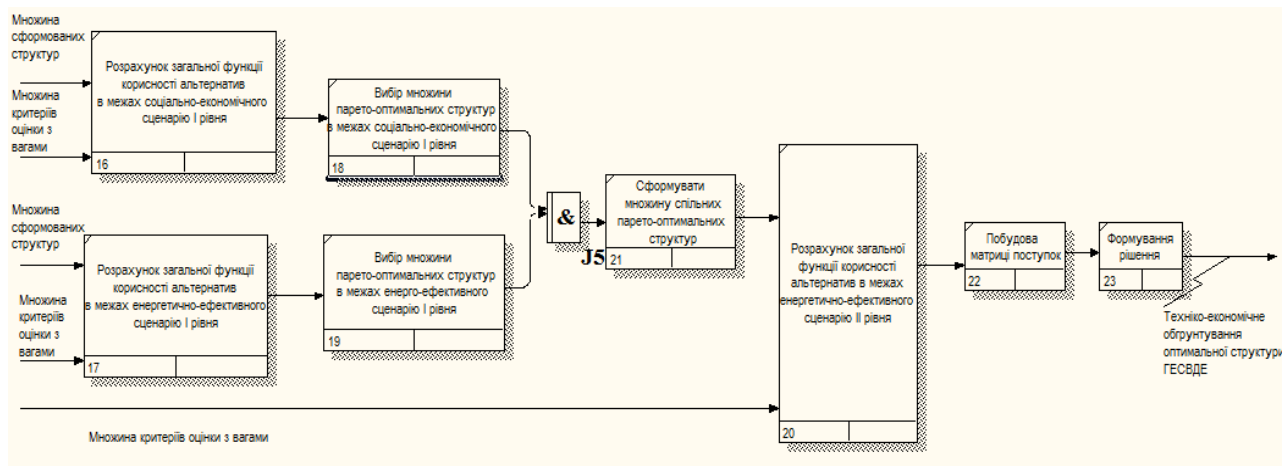 Множина
сформованих
структур
Множина
критеріїв
оцінки з
вагами
Розрахунок загальної функції
корисності альтернатив
в межах соціально-економічного
сценарію І рівня
16
Вибір множини
парето-оптимальних структур
в межах соціально-економічного
сценарію І рівня
18
Множина
сформованих
структур
Множина
критеріїв
оцінки з
вагами
Розрахунок загальної функції
корисності альтернатив
в межах енергетично-ефективного
сценарію І рівня
17
Вибір множини
парето-оптимальних структур
в межах енерго-ефективного
сценарію І рівня
19
&
J5
Сформувати
множину спільних
парето-оптимальних
структур
21
Розрахунок загальної
функції корисності
альтернатив в межах
енергетично-ефективного
сценарію ІІ рівня
20
Побудова
матриці поступок
22
Формування
рішення
23
Техніко-економічне
обгрунтування
оптимальної структури
ГЕСВДЕ
Множина критеріїв оцінки з вагами